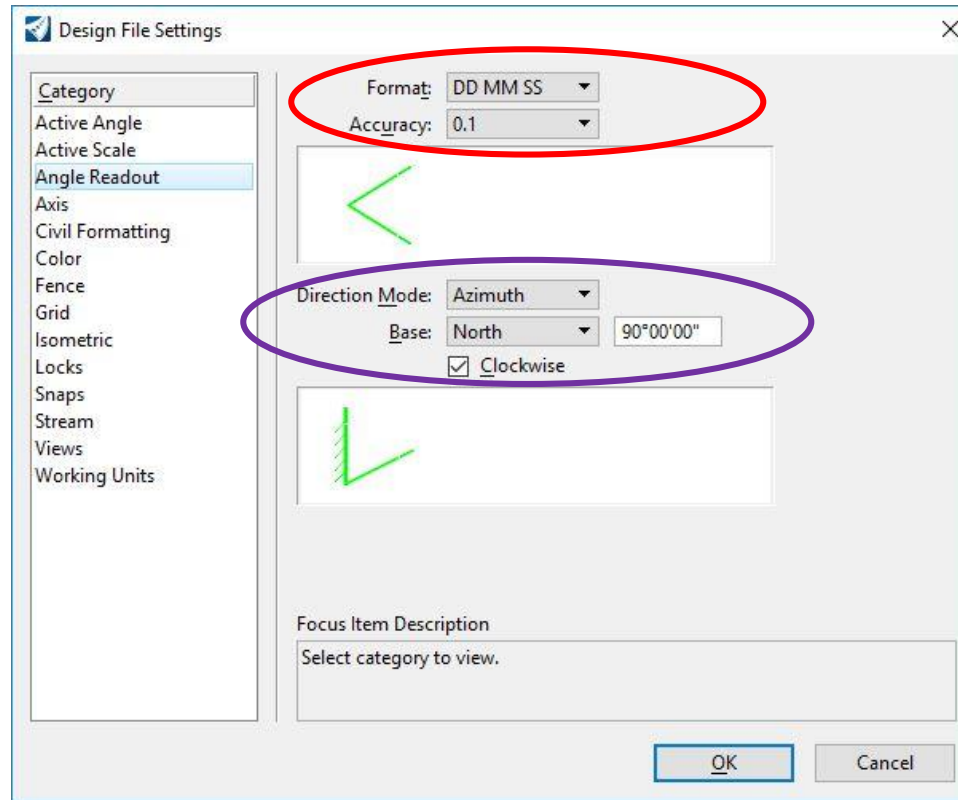 Design File Settings
Category
Active Angle
Active Scale
Angle Readout
Axis
Civil Formatting
Color
Fence
Grid
Isometric
Locks
Snaps
Stream
Views
Working Units
Format: DD MM SS
Accuracy: 0.1
Direction Mode: Azimuth
Base: North 90°00'00"
Clockwise
Focus Item Description
Select category to view.
OK Cancel